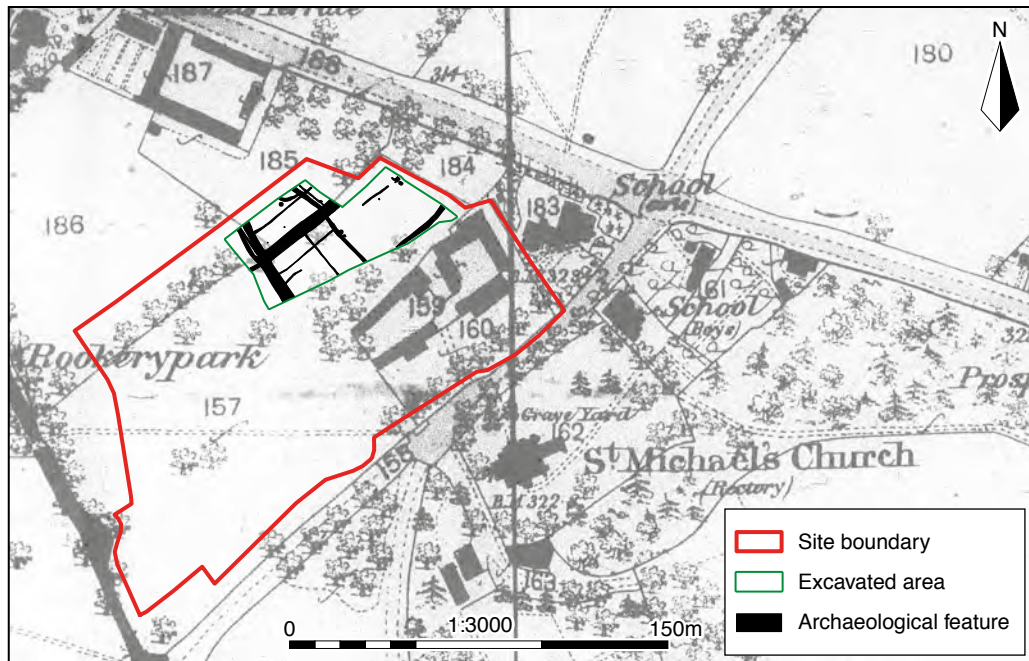 N
180
187
188
314
185
184
School
183
186
161
School
(Boys)
159
160
Rookerypark
157
Grave Yard
162
155
St Michael's Church
(Rectory)
B.M. 322
163
Site boundary
Excavated area
Archaeological feature
0
1:3000
150m